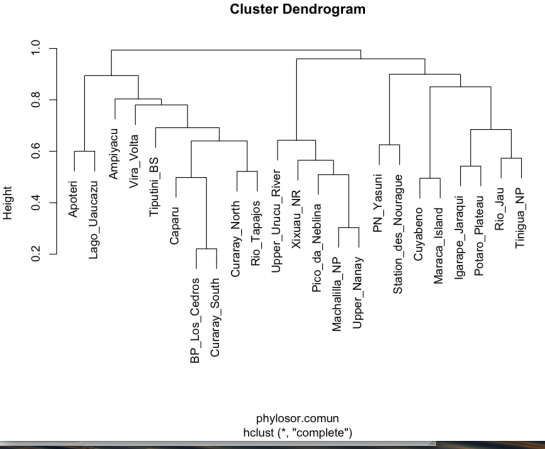 Cluster Dendrogram
Height
1.0
0.8
0.6
0.4
0.2
Apoteri
Lago_Uaucazu
Ampiyacu
Vira_Volta
Tiputini_BS
Caparu
BP_Los_Cedros
Curaray_South
Curaray_North
Rio_Tapajos
Upper_Urucu_River
Xixuau_NR
Pico_da_Neblina
Machalilla_NP
Upper_Nanay
PN_Yasuni
Station_des_Nourague
Cuyabeno
Maraca_Island
Igarape_Jaraqui
Potaro_Plateau
Rio_Jau
Tinigua_NP
phylosor.comun
hclust (*, "complete")